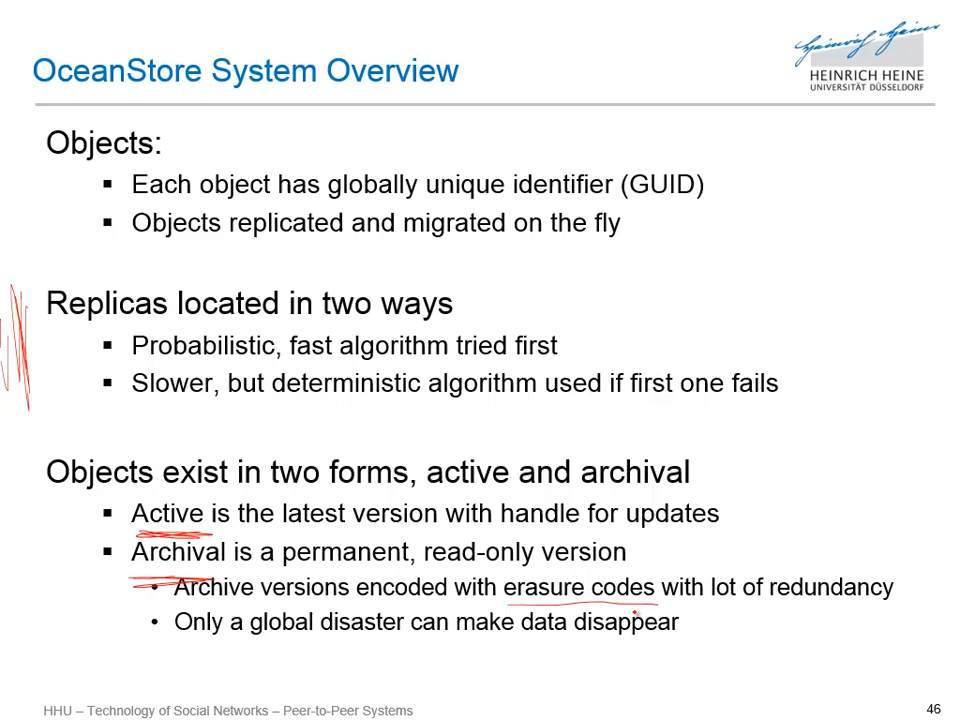 OceanStore System Overview
Heinrich Heine
HEINRICH HEINE
UNIVERSITÄT DÜSSELDORF
Objects:
▪ Each object has globally unique identifier (GUID)
▪ Objects replicated and migrated on the fly
Replicas located in two ways
▪ Probabilistic, fast algorithm tried first
▪ Slower, but deterministic algorithm used if first one fails
Objects exist in two forms, active and archival
▪ Active is the latest version with handle for updates
▪ Archival is a permanent, read-only version
• Archive versions encoded with erasure codes with lot of redundancy
• Only a global disaster can make data disappear
HHU – Technology of Social Networks – Peer-to-Peer Systems
46